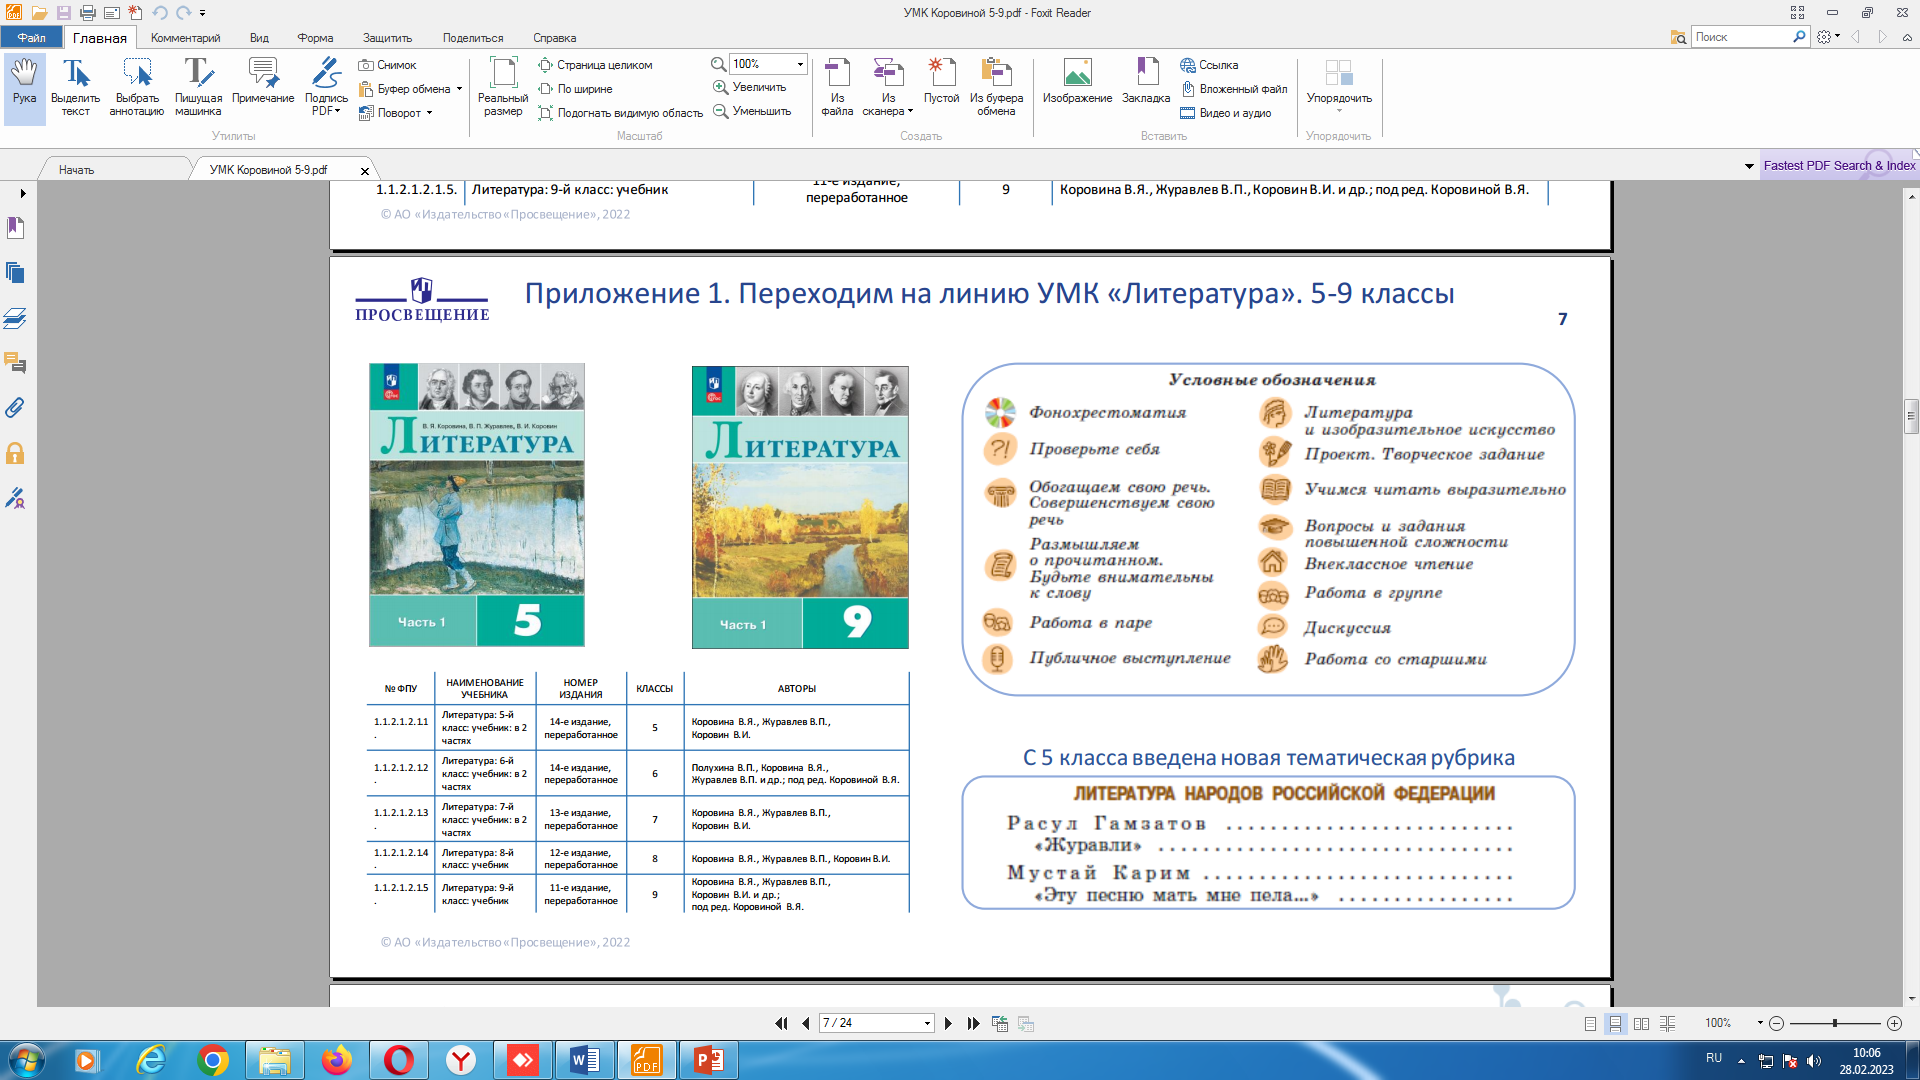 УМК Коровиной 5-9.pdf - Foxit Reader
Файл Главная Комментарий Вид Форма Защитить Поделиться Справка Поиск
Рука
Выделить текст
Выбрать аннотацию
Пишущая машинка
Примечание
Подпись PDF
Снимок
Буфер обмена
Поворот
Утилиты
Реальный размер
Страница целиком
По ширине
Подогнать видимую область
100%
Увеличить
Уменьшить
Масштаб
Из файла
Из сканера
Пустой
Из буфера обмена
Создать
Изображение
Закладка
Ссылка
Вложенный файл
Видео и аудио
Вставить
Упорядочить
Упорядочить
Начать УМК Коровиной 5-9.pdf Fastest PDF Search & Index
11-е издание,
1.1.2.1.2.1.5. Литература: 9-й класс: учебник переработанное 9 Коровина В.Я., Журавлев В.П., Коровин В.И. и др.; под ред. Коровиной В.Я.
© АО «Издательство «Просвещение», 2022
ПРОСВЕЩЕНИЕ
Приложение 1. Переходим на линию УМК «Литература». 5-9 классы
7
В. Я. Коровина, В. П. Журавлев, В. И. Коровин
ЛИТЕРАТУРА
Часть 1 5
ЛИТЕРАТУРА
Часть 1 9
Условные обозначения
Фонохрестоматия
Проверьте себя
Обогащаем свою речь.
Совершенствуем свою
речь
Размышляем
о прочитанном.
Будьте внимательны
к слову
Работа в паре
Публичное выступление
Литература
и изобразительное искусство
Проект. Творческое задание
Учимся читать выразительно
Вопросы и задания
повышенной сложности
Внеклассное чтение
Работа в группе
Дискуссия
Работа со старшими
№ ФПУ НАИМЕНОВАНИЕ УЧЕБНИКА НОМЕР ИЗДАНИЯ КЛАССЫ АВТОРЫ
1.1.2.1.2.1.1. Литература: 5-й класс: учебник: в 2 частях 14-е издание, переработанное 5 Коровина В.Я., Журавлев В.П., Коровин В.И.
1.1.2.1.2.1.2. Литература: 6-й класс: учебник: в 2 частях 14-е издание, переработанное 6 Полухина В.П., Коровина В.Я., Журавлев В.П. и др.; под ред. Коровиной В.Я.
1.1.2.1.2.1.3. Литература: 7-й класс: учебник: в 2 частях 13-е издание, переработанное 7 Коровина В.Я., Журавлев В.П., Коровин В.И.
1.1.2.1.2.1.4. Литература: 8-й класс: учебник 12-е издание, переработанное 8 Коровина В.Я., Журавлев В.П., Коровин В.И.
1.1.2.1.2.1.5. Литература: 9-й класс: учебник 11-е издание, переработанное 9 Коровина В.Я., Журавлев В.П., Коровин В.И. и др.; под ред. Коровиной В.Я.
С 5 класса введена новая тематическая рубрика
ЛИТЕРАТУРА НАРОДОВ РОССИЙСКОЙ ФЕДЕРАЦИИ
Расул Гамзатов ..........................
«Журавли» ................................
Мустай Карим ............................
«Эту песню мать мне пела...» ................
© АО «Издательство «Просвещение», 2022
7 / 24
100%
RU
10:06
28.02.2023